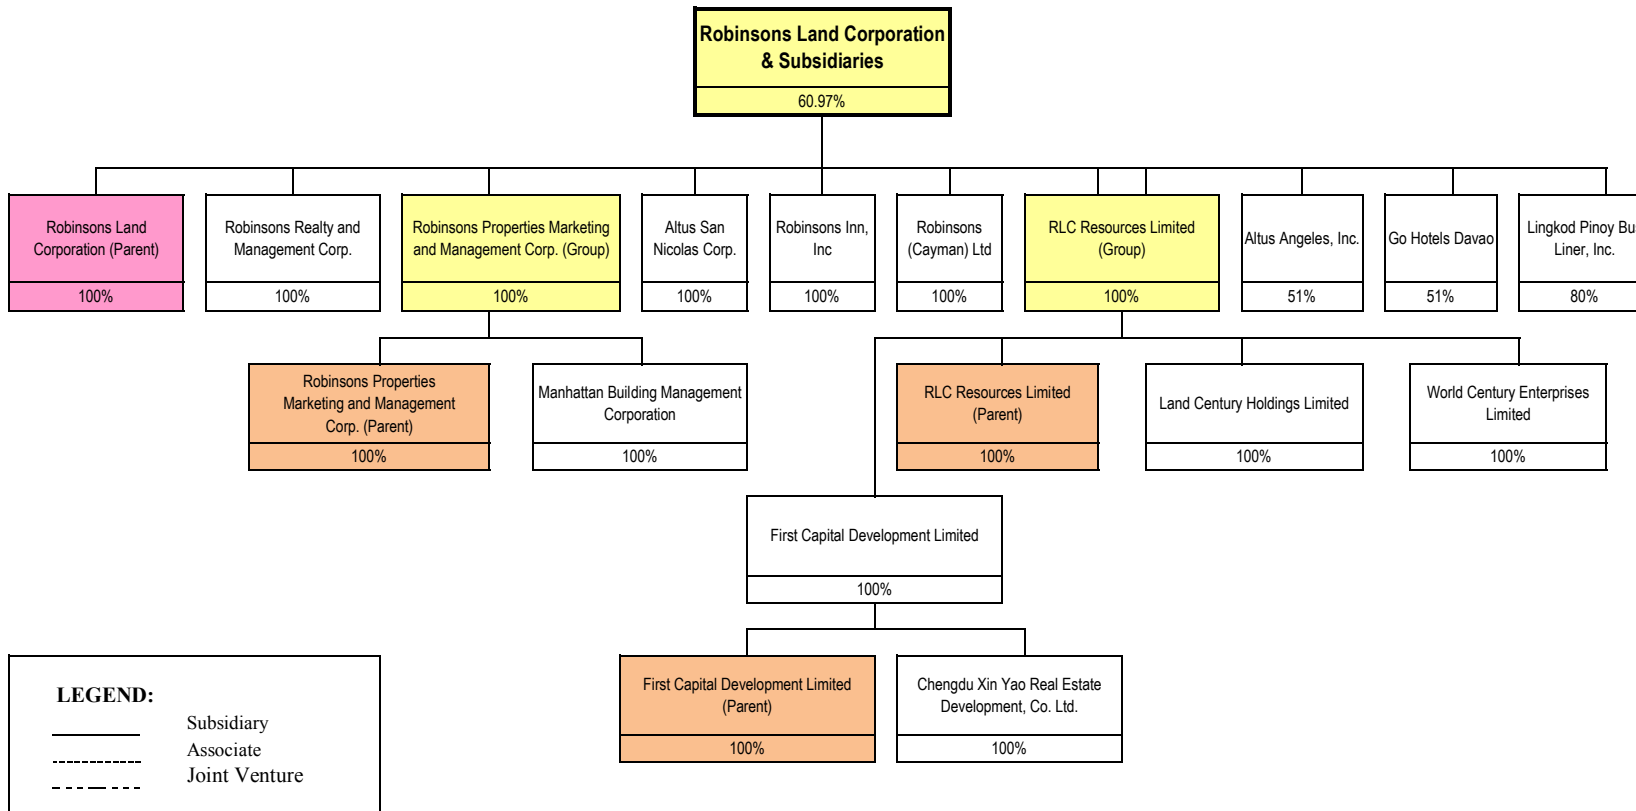 Robinsons Land Corporation
& Subsidiaries
60.97%
Robinsons Land
Corporation (Parent)
100%
Robinsons Realty and
Management Corp.
100%
Robinsons Properties Marketing
and Management Corp. (Group)
100%
Altus San
Nicolas Corp.
100%
Robinsons Inn,
Inc
100%
Robinsons
(Cayman) Ltd
100%
RLC Resources Limited
(Group)
100%
Altus Angeles, Inc.
51%
Go Hotels Davao
51%
Lingkod Pinoy Bu
Liner, Inc.
80%
Robinsons Properties
Marketing and Management
Corp. (Parent)
100%
Manhattan Building Management
Corporation
100%
RLC Resources Limited
(Parent)
100%
Land Century Holdings Limited
100%
World Century Enterprises
Limited
100%
First Capital Development Limited
100%
First Capital Development Limited
(Parent)
100%
Chengdu Xin Yao Real Estate
Development, Co. Ltd.
100%
LEGEND:
Subsidiary
Associate
Joint Venture